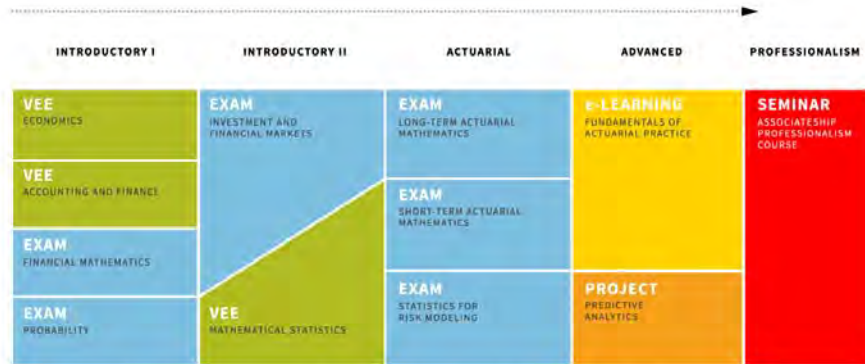 INTRODUCTORY I
INTRODUCTORY II
ACTUARIAL
ADVANCED
PROFESSIONALISM
VEE
ECONOMICS
VEE
ACCOUNTING AND FINANCE
EXAM
FINANCIAL MATHEMATICS
EXAM
PROBABILITY
EXAM
INVESTMENT AND
FINANCIAL MARKETS
VEE
MATHEMATICAL STATISTICS
EXAM
LONG-TERM ACTUARIAL
MATHEMATICS
EXAM
SHORT-TERM ACTUARIAL
MATHEMATICS
EXAM
STATISTICS FOR
RISK MODELING
e-LEARNING
FUNDAMENTALS OF
ACTUARIAL PRACTICE
PROJECT
PREDICTIVE
ANALYTICS
SEMINAR
ASSOCIATESHIP
PROFESSIONALISM
COURSE